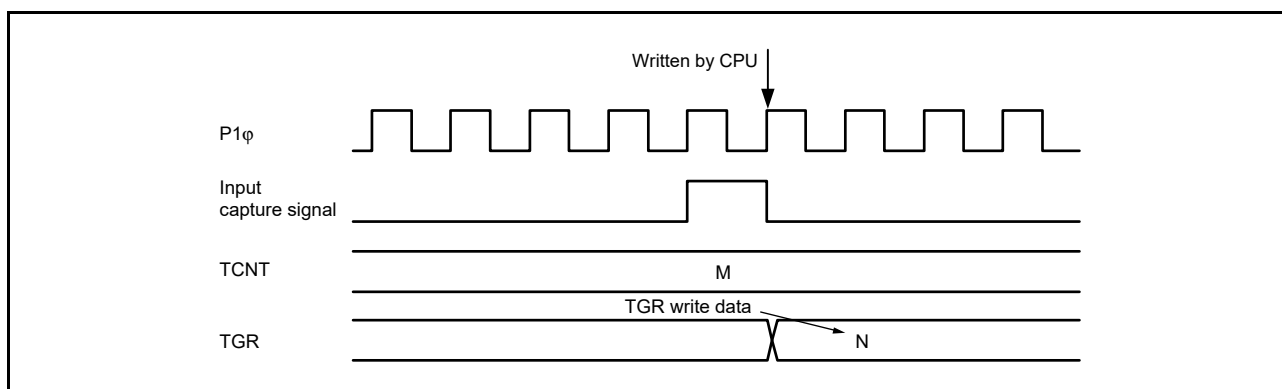 Written by CPU
P1φ
Input
capture signal
TCNT
M
TGR write data
TGR
N